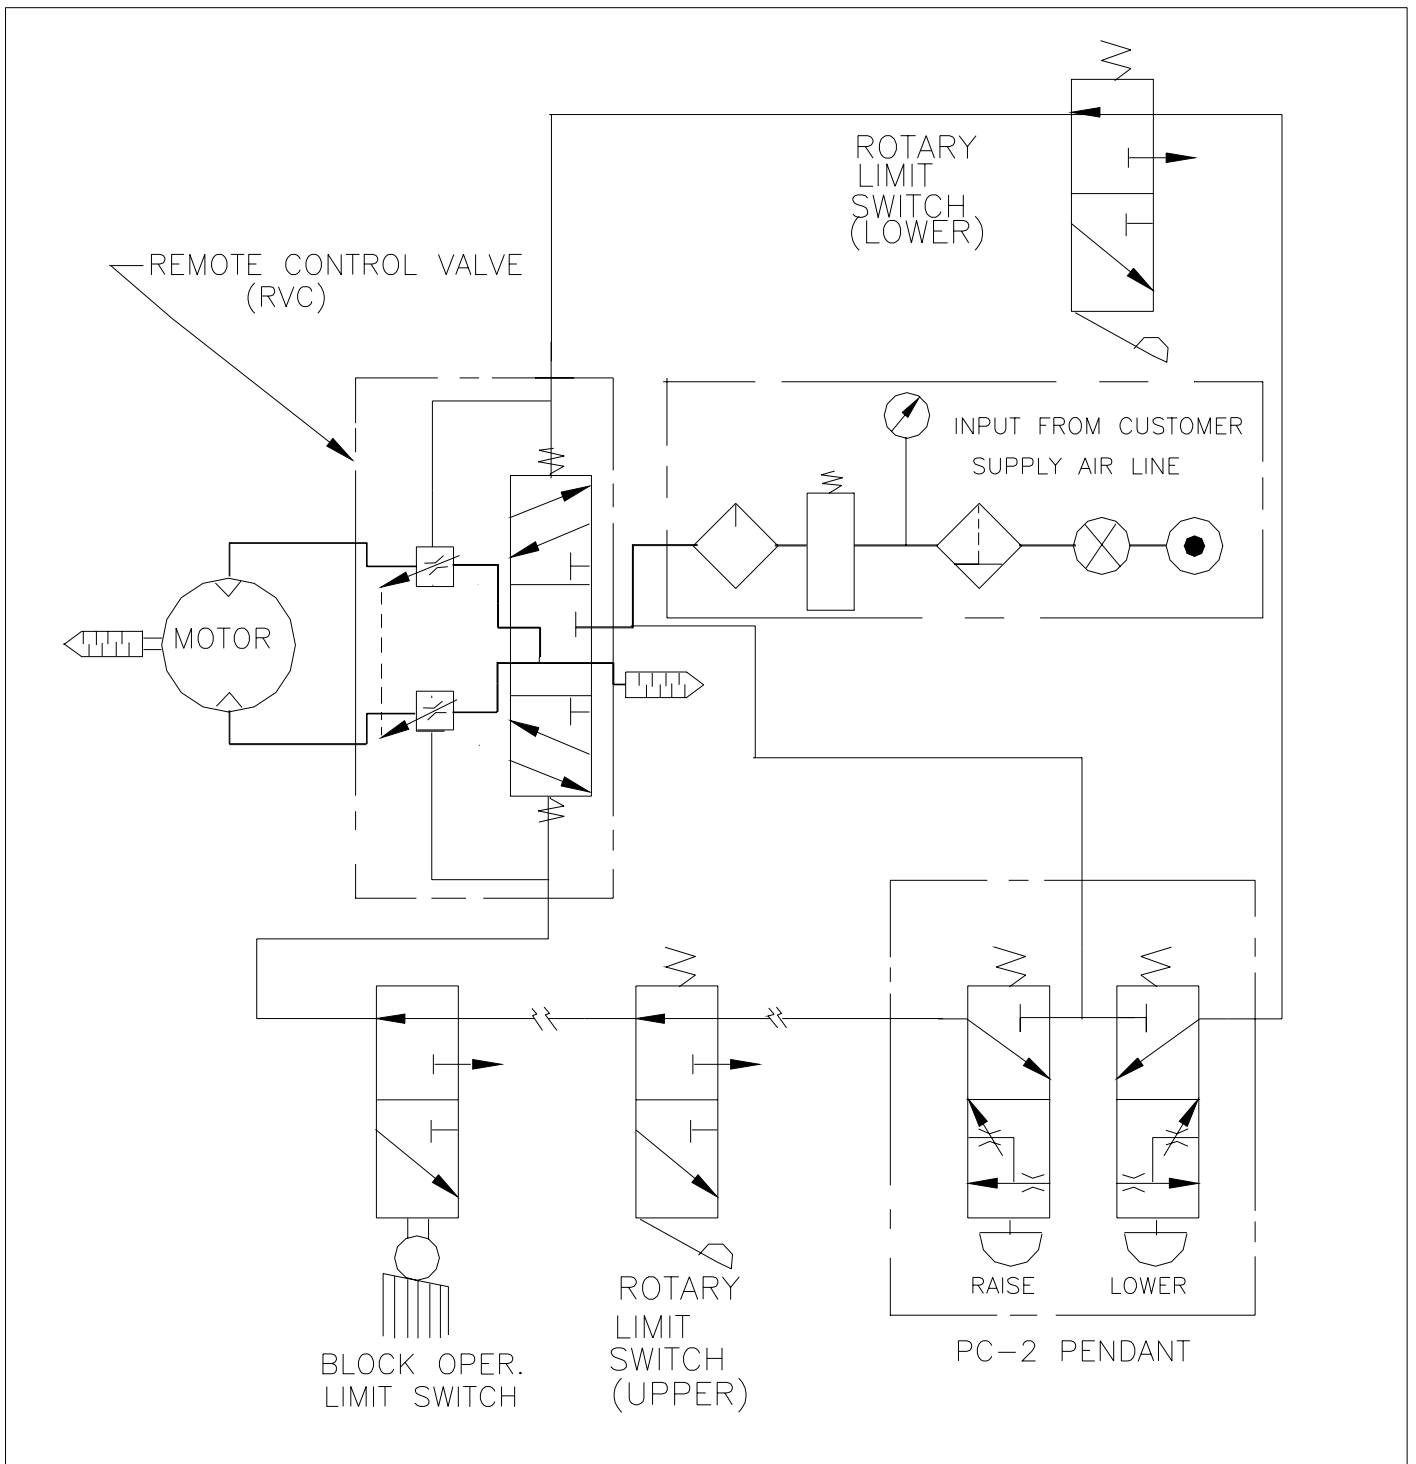 ROTARY
LIMIT
SWITCH
(LOWER)
REMOTE CONTROL VALVE
(RVC)
INPUT FROM CUSTOMER
SUPPLY AIR LINE
MOTOR
RAISE
LOWER
PC-2 PENDANT
ROTARY
LIMIT
SWITCH
(UPPER)
BLOCK OPER.
LIMIT SWITCH